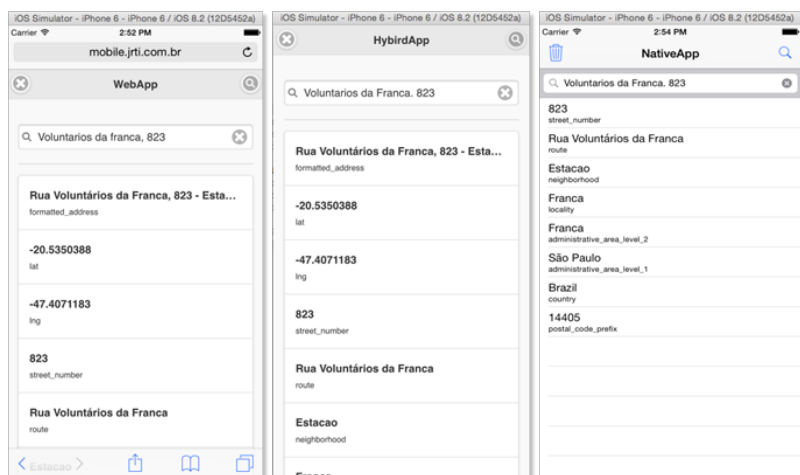 iOS Simulator - iPhone 6 - iPhone 6 / iOS 8.2 (12D5452a)
Carrier
2:52 PM
mobile.jrti.com.br
WebApp
Voluntarios da franca, 823
Rua Voluntários da Franca, 823 - Esta...
formatted_address
-20.5350388
lat
-47.4071183
lng
823
street_number
Rua Voluntários da Franca
route
Estacao
iOS Simulator - iPhone 6 - iPhone 6 / iOS 8.2 (12D5452a)
HybirdApp
Voluntarios da Franca. 823
Rua Voluntários da Franca, 823 - Esta...
formatted_address
-20.5350388
lat
-47.4071183
lng
823
street_number
Rua Voluntários da Franca
route
Estacao
neighborhood
Franca
iOS Simulator - iPhone 6 - iPhone 6 / iOS 8.2 (12D5452a)
Carrier
2:54 PM
NativeApp
Voluntarios da Franca. 823
823
street_number
Rua Voluntários da Franca
route
Estacao
neighborhood
Franca
locality
Franca
administrative_area_level_2
São Paulo
administrative_area_level_1
Brazil
country
14405
postal_code_prefix